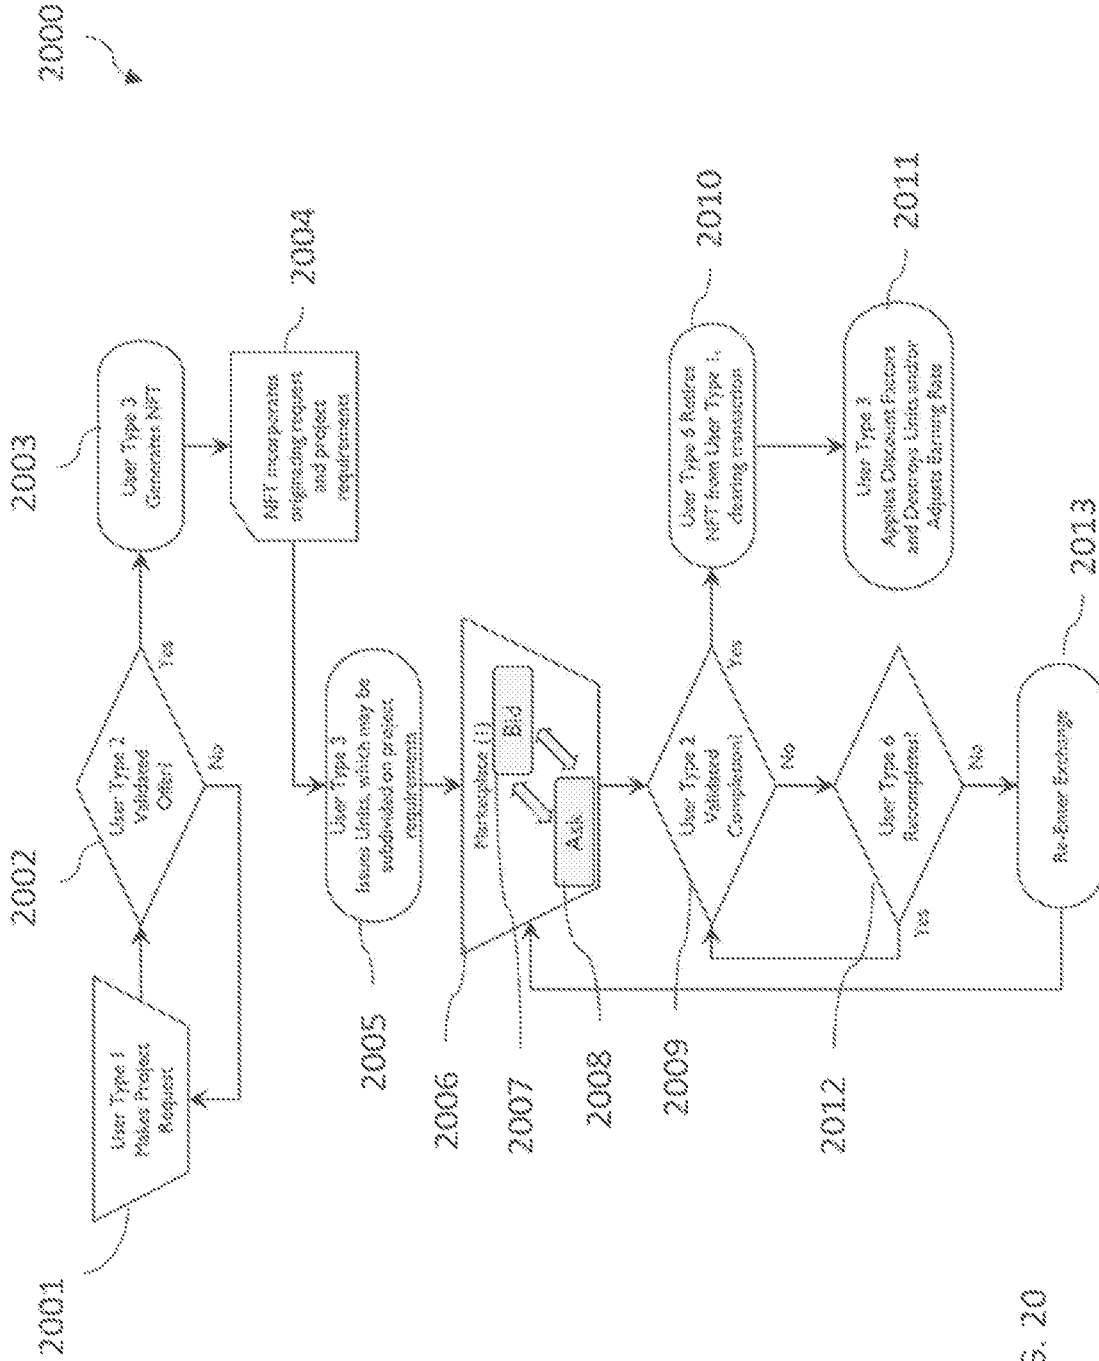 2000
2001
User Type 1
Makes Project
Request
2002
User Type 2
Validated
Offer?
Yes
No
2003
User Type 3
Generates NFT
2004
NFT incorporates
originating request
and project
requirements
2005
User Type 3
Issues Units, which may be
subdivided on project
requirements
2006
Marketplace (1)
2007
Bid
2008
Ask
2009
User Type 2
Validated
Completion?
Yes
No
2010
User Type 6 Retires
NFT from User Type 1,
clearing transaction
2011
User Type 3
Applies Discount Factors
and Destroys Units and/or
Adjusts Earning Rate
2012
User Type 6
Recompletes?
Yes
No
2013
Re-Enter Exchange
G. 20